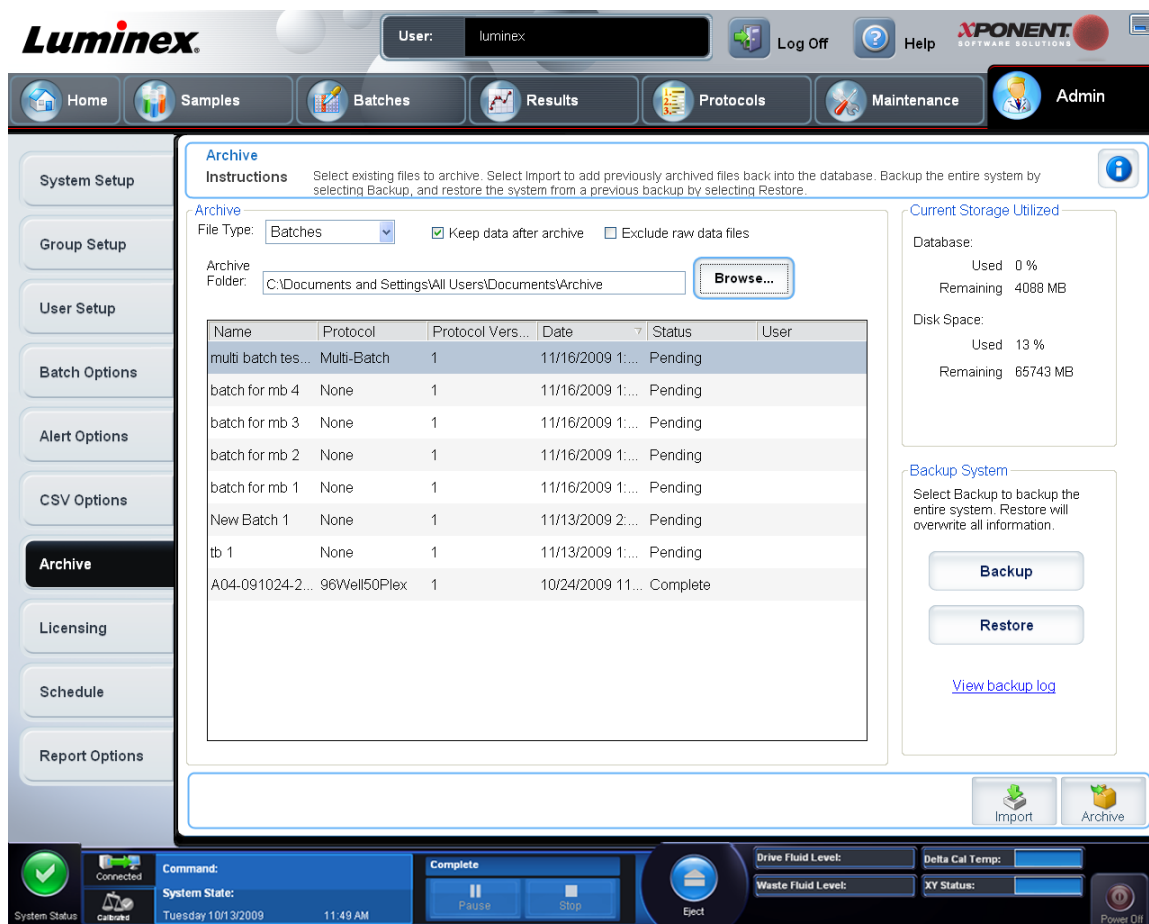 Luminex.
User: luminex
Log Off
Help
XPONENT.
SOFTWARE SOLUTIONS
Home
Samples
Batches
Results
Protocols
Maintenance
Admin
System Setup
Group Setup
User Setup
Batch Options
Alert Options
CSV Options
Archive
Licensing
Schedule
Report Options
Archive
Instructions
Select existing files to archive. Select Import to add previously archived files back into the database. Backup the entire system by
selecting Backup, and restore the system from a previous backup by selecting Restore.
Archive
File Type: Batches
Keep data after archive
Exclude raw data files
Archive
Folder:
C:\Documents and Settings\All Users\Documents\Archive
Browse...
Name Protocol Protocol Vers... Date Status User
multi batch tes... Multi-Batch 1 11/16/2009 1:... Pending
batch for mb 4 None 1 11/16/2009 1:... Pending
batch for mb 3 None 1 11/16/2009 1:... Pending
batch for mb 2 None 1 11/16/2009 1:... Pending
batch for mb 1 None 1 11/16/2009 1:... Pending
New Batch 1 None 1 11/13/2009 2:... Pending
tb 1 None 1 11/13/2009 1:... Pending
A04-091024-2... 96Well50Plex 1 10/24/2009 11... Complete
Current Storage Utilized
Database:
Used 0 %
Remaining 4088 MB
Disk Space:
Used 13 %
Remaining 65743 MB
Backup System
Select Backup to backup the
entire system. Restore will
overwrite all information.
Backup
Restore
View backup log
Import
Archive
System Status
Connected
Calibrated
Command:
System State:
Tuesday 10/13/2009 11:49 AM
Complete
Pause
Stop
Eject
Drive Fluid Level:
Waste Fluid Level:
Delta Cal Temp:
XY Status:
Power Off